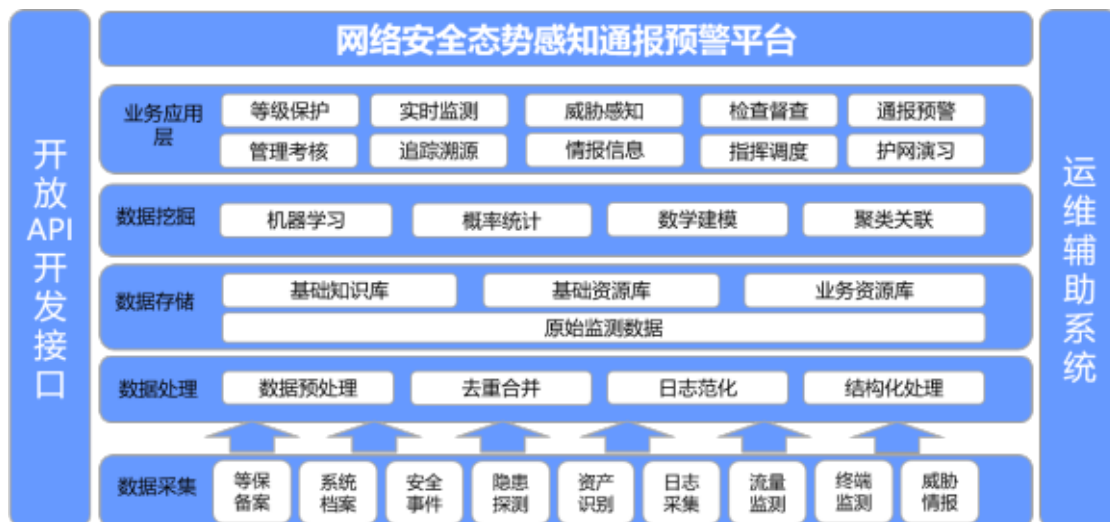 网络安全态势感知通报预警平台
开
放
API
开
发
接
口
业务应用
层
等级保护 实时监测 威胁感知 检查督查 通报预警
管理考核 追踪溯源 情报信息 指挥调度 护网演习
数据挖掘 机器学习 概率统计 数学建模 聚类关联
数据存储
基础知识库 基础资源库 业务资源库
原始监测数据
数据处理 数据预处理 去重合并 日志范化 结构化处理
数据采集
等保 系统 安全 隐患 资产 日志 流量 终端 威胁
备案 档案 事件 探测 识别 采集 监测 监测 情报
运
维
辅
助
系
统